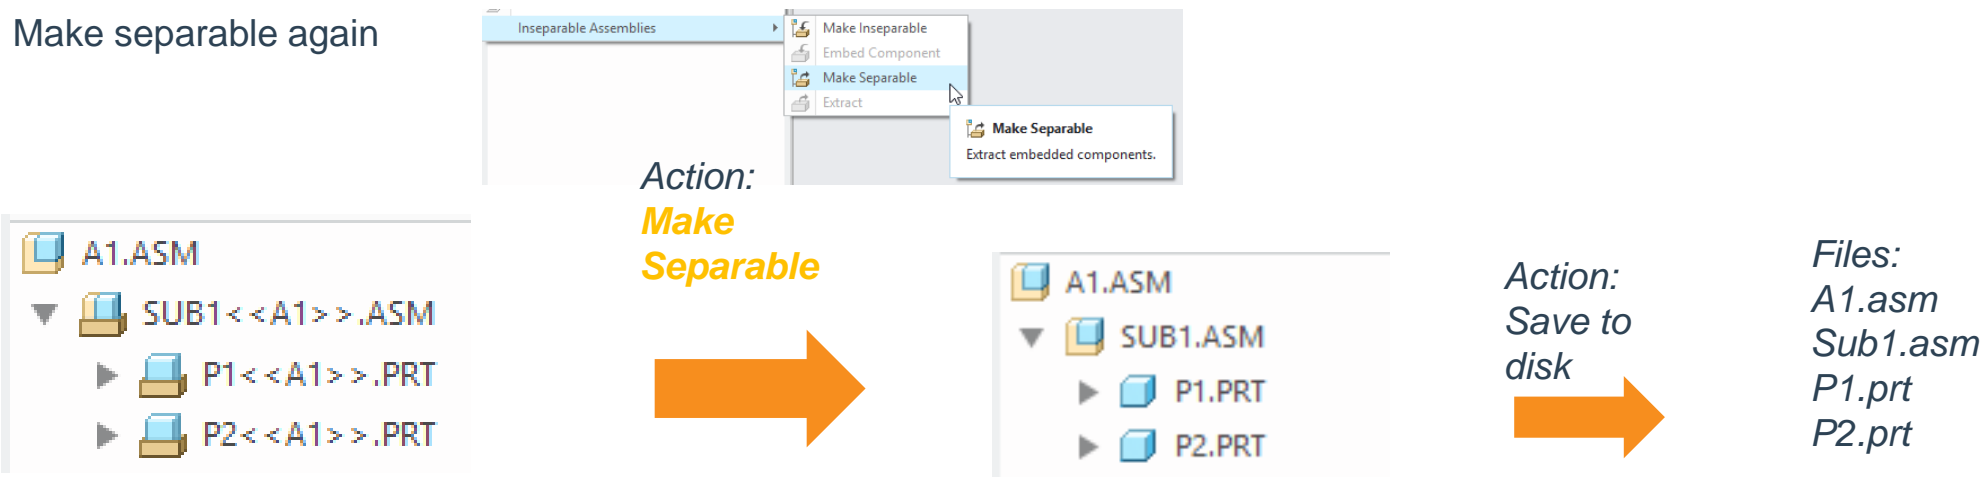 Make separable again
Inseparable Assemblies
Make Inseparable
Embed Component
Make Separable
Extract
Make Separable
Extract embedded components.
Action:
Make
Separable
A1.ASM
SUB1<<A1>>.ASM
P1<<A1>>.PRT
P2<<A1>>.PRT
A1.ASM
SUB1.ASM
P1.PRT
P2.PRT
Action:
Save to
disk
Files:
A1.asm
Sub1.asm
P1.prt
P2.prt